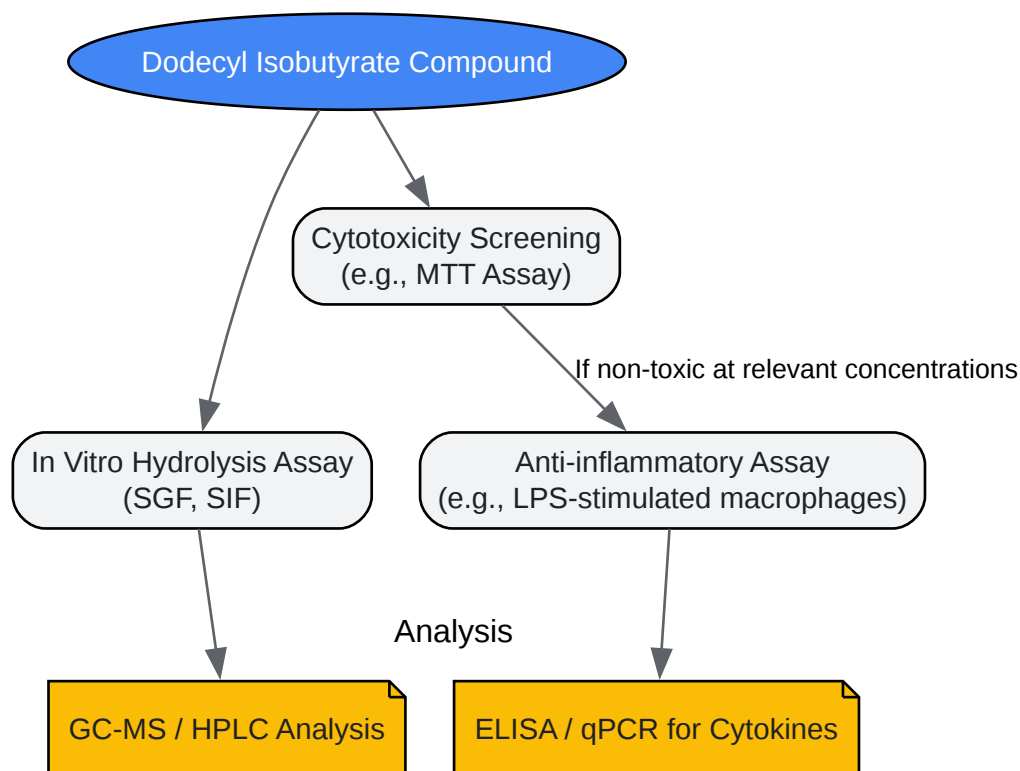 Dodecyl Isobutyrate Compound
Cytotoxicity Screening
(e.g., MTT Assay)
If non-toxic at relevant concentrations
In Vitro Hydrolysis Assay
(SGF, SIF)
Anti-inflammatory Assay
(e.g., LPS-stimulated macrophages)
Analysis
GC-MS / HPLC Analysis
ELISA / qPCR for Cytokines